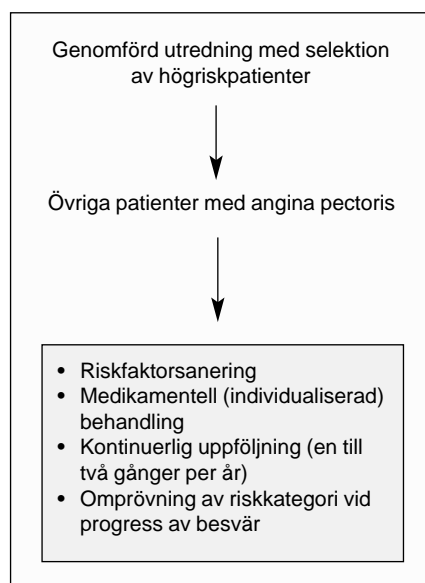 Genomförd utredning med selektion
av högriskpatienter
Övriga patienter med angina pectoris
• Riskfaktorsanering
• Medikamentell (individualiserad)
behandling
• Kontinuerlig uppföljning (en till
två gånger per år)
• Omprövning av riskkategori vid
progress av besvär